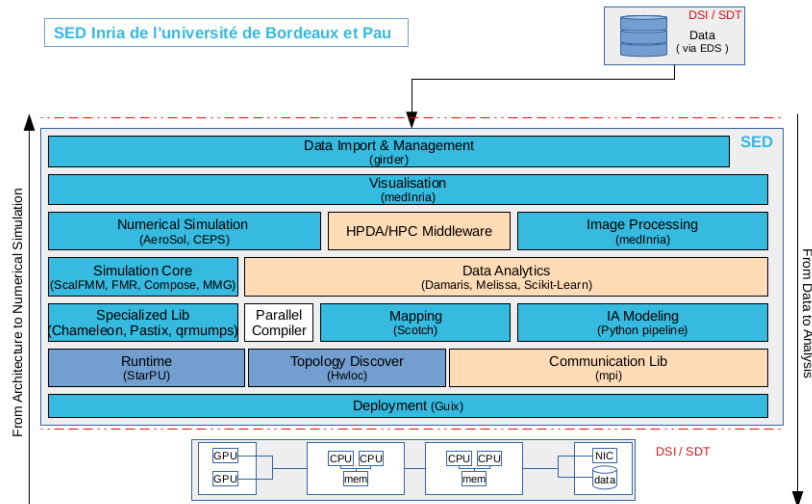 SED Inria de l'université de Bordeaux et Pau
DSI / SDT
Data
( via EDS )
SED
Data Import & Management
(girder)
Visualisation
(medInria)
Numerical Simulation
(AeroSol, CEPS)
HPDA/HPC Middleware
Image Processing
(medInria)
Simulation Core
(ScalFMM, FMR, Compose, MMG)
Data Analytics
(Damaris, Melissa, Scikit-Learn)
Specialized Lib
(Chameleon, Pastix, qrmumps)
Parallel
Compiler
Mapping
(Scotch)
IA Modeling
(Python pipeline)
Runtime
(StarPU)
Topology Discover
(Hwloc)
Communication Lib
(mpi)
Deployment (Guix)
From Architecture to Numerical Simulation
From Data to Analysis
DSI / SDT
GPU
GPU
CPU CPU
mem
CPU CPU
mem
NIC
data